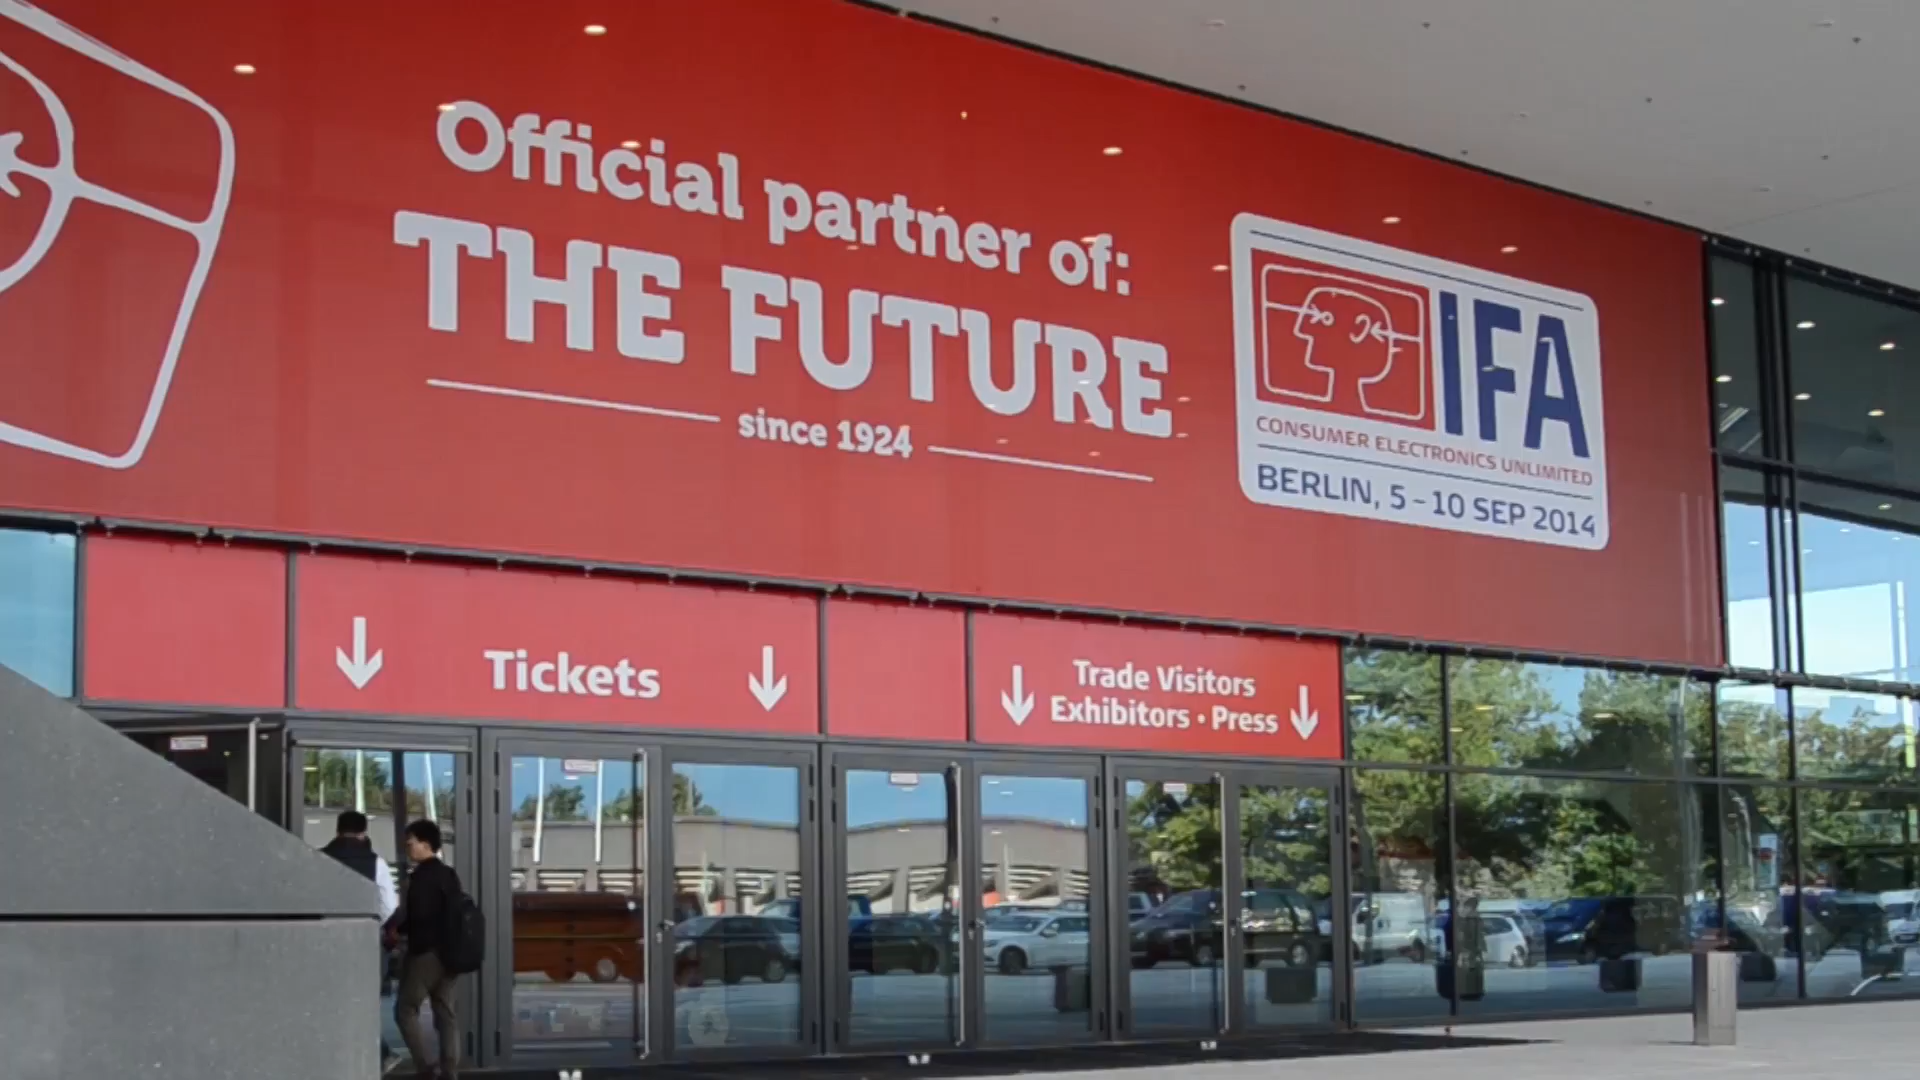 Official partner of:
THE FUTURE
since 1924
IFA
CONSUMER ELECTRONICS UNLIMITED
BERLIN, 5 - 10 SEP 2014
Tickets
Trade Visitors
Exhibitors • Press